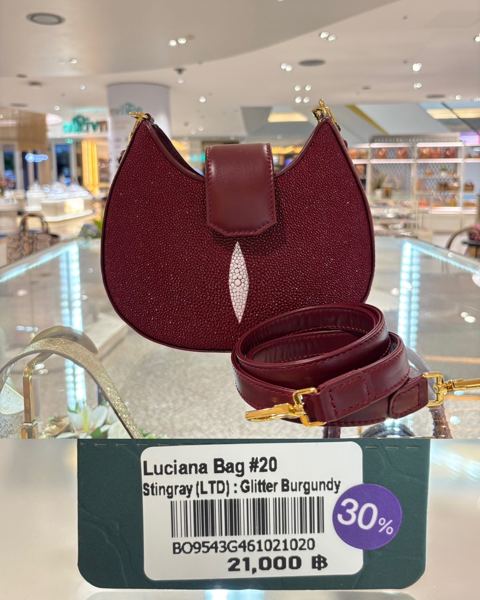 Luciana Bag #20
Stingray (LTD) : Glitter Burgundy
30%
BO9543G461021020
21,000 ฿